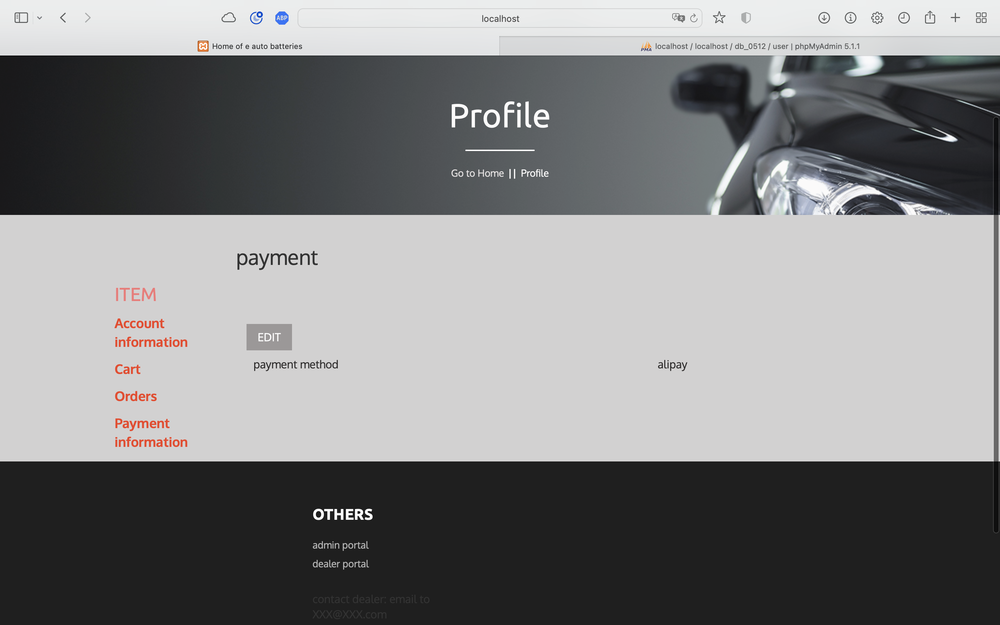 ABP
localhost
Home of e auto batteries
localhost / localhost / db_0512 / user | phpMyAdmin 5.1.1
Profile
Go to Home || Profile
payment
ITEM
Account
information
Cart
Orders
Payment
information
EDIT
payment method
alipay
OTHERS
admin portal
dealer portal
contact dealer: email to
XXX@XXX.com